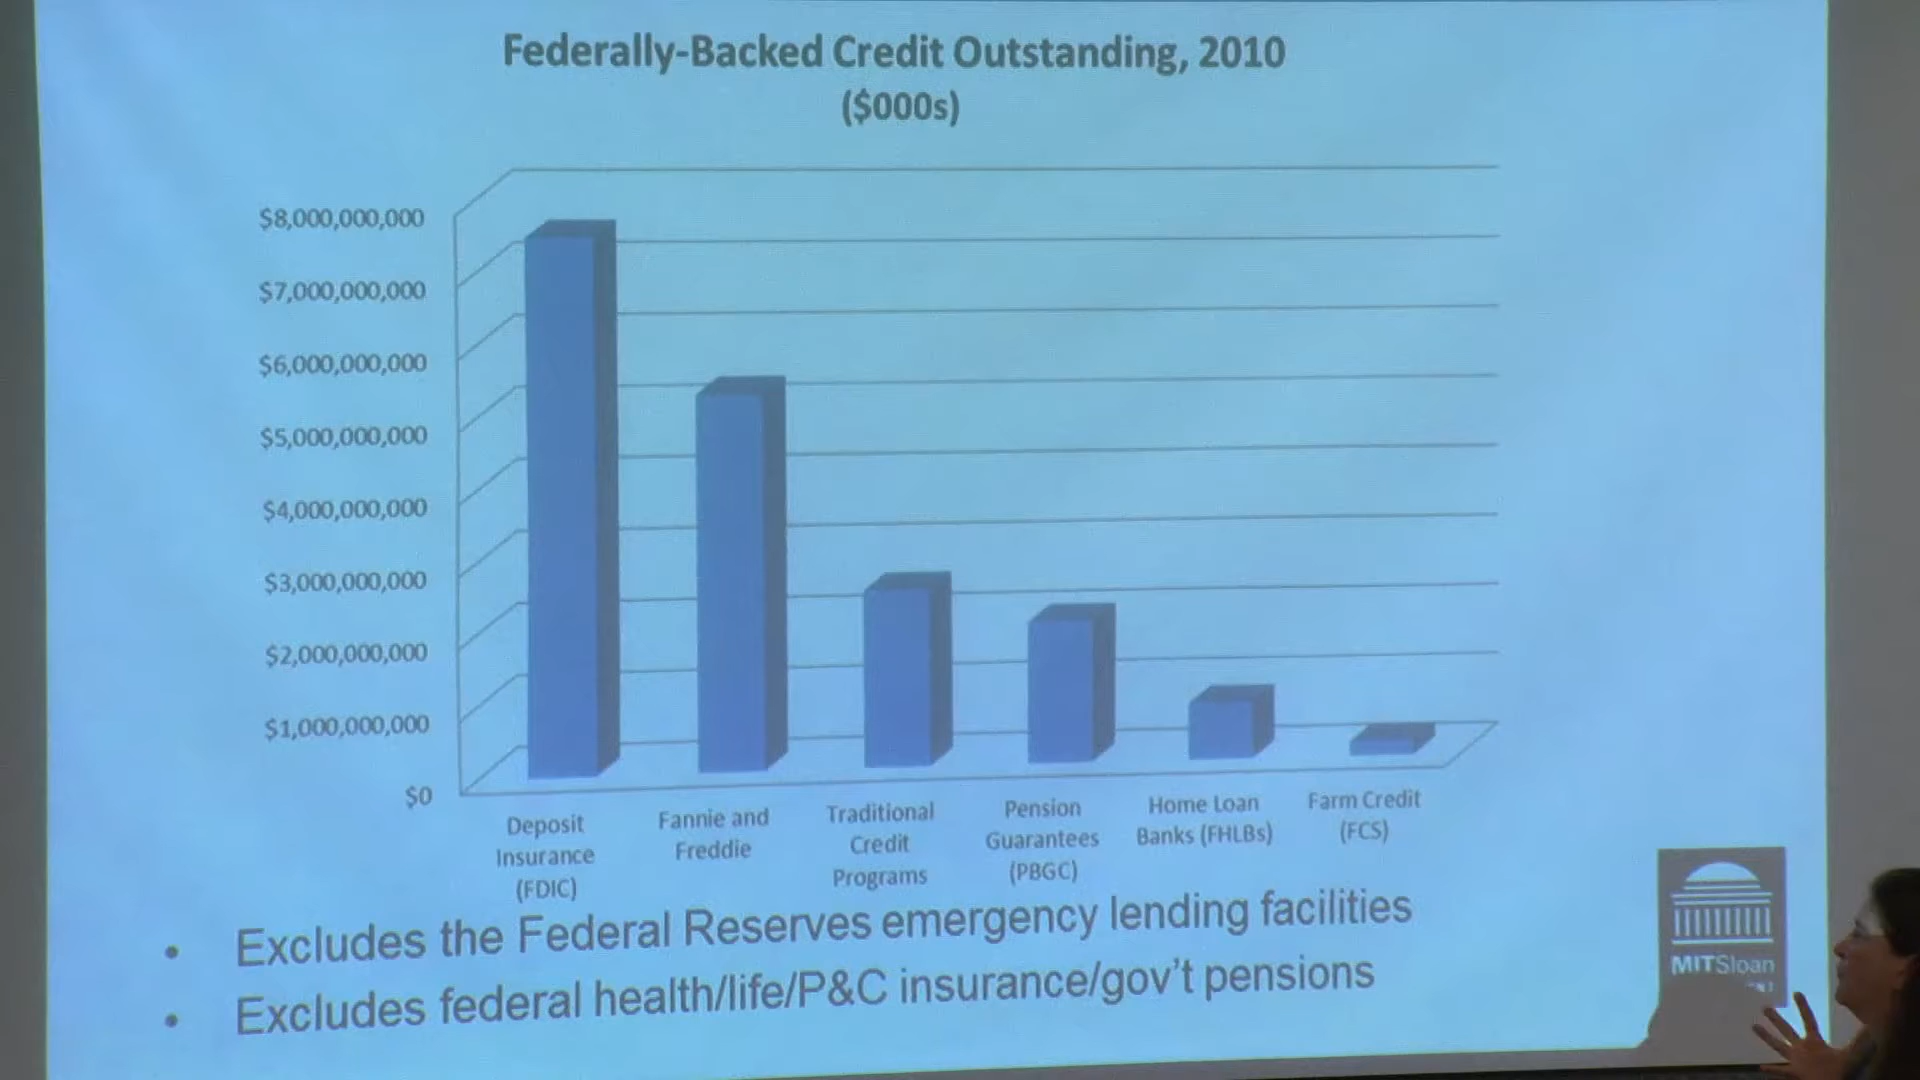 Federally-Backed Credit Outstanding, 2010
($000s)
$8,000,000,000
$7,000,000,000
$6,000,000,000
$5,000,000,000
$4,000,000,000
$3,000,000,000
$2,000,000,000
$1,000,000,000
$0
Deposit
Insurance
(FDIC)
Fannie and
Freddie
Traditional
Credit
Programs
Pension
Guarantees
(PBGC)
Home Loan
Banks (FHLBs)
Farm Credit
(FCS)
• Excludes the Federal Reserves emergency lending facilities
• Excludes federal health/life/P&C insurance/gov't pensions
MITSloan